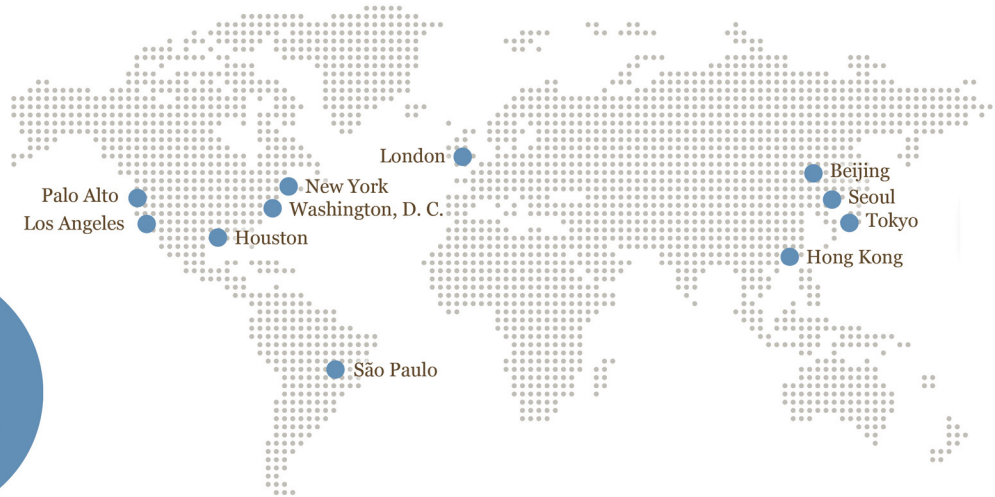 London
Beijing
New York
Palo Alto
Seoul
Washington, D. C.
Los Angeles
Tokyo
Houston
Hong Kong
São Paulo